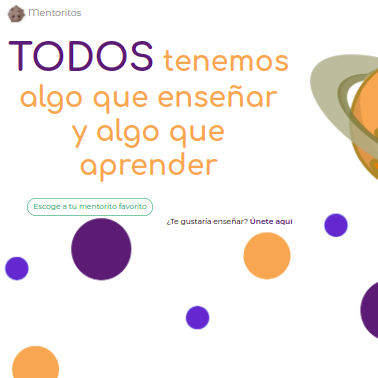 Mentoritos
TODOS tenemos
algo que enseñar
y algo que
aprender
Escoge a tu mentorito favorito
¿Te gustaría enseñar? Únete aquí